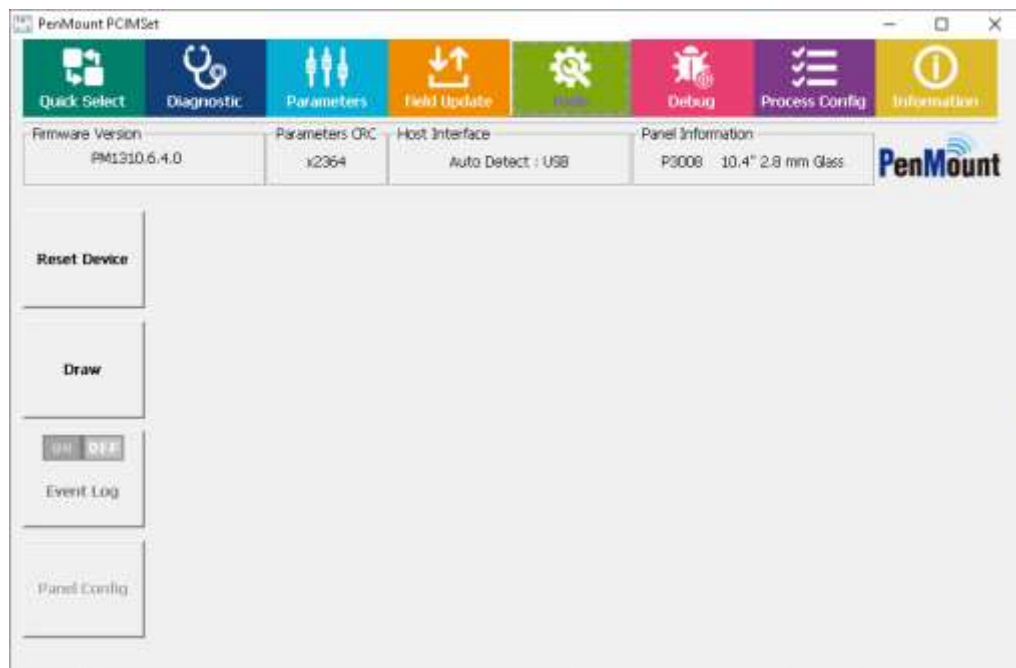 PenMount PCIMSet
Quick Select
Diagnostic
Parameters
Field Update
Tools
Debug
Process Config
Information
Firmware Version
PM1310.6.4.0
Parameters CRC
x2364
Host Interface
Auto Detect : USB
Panel Information
P3008 10.4" 2.8 mm Glass
PenMount
Reset Device
Draw
ON OFF
Event Log
Panel Config